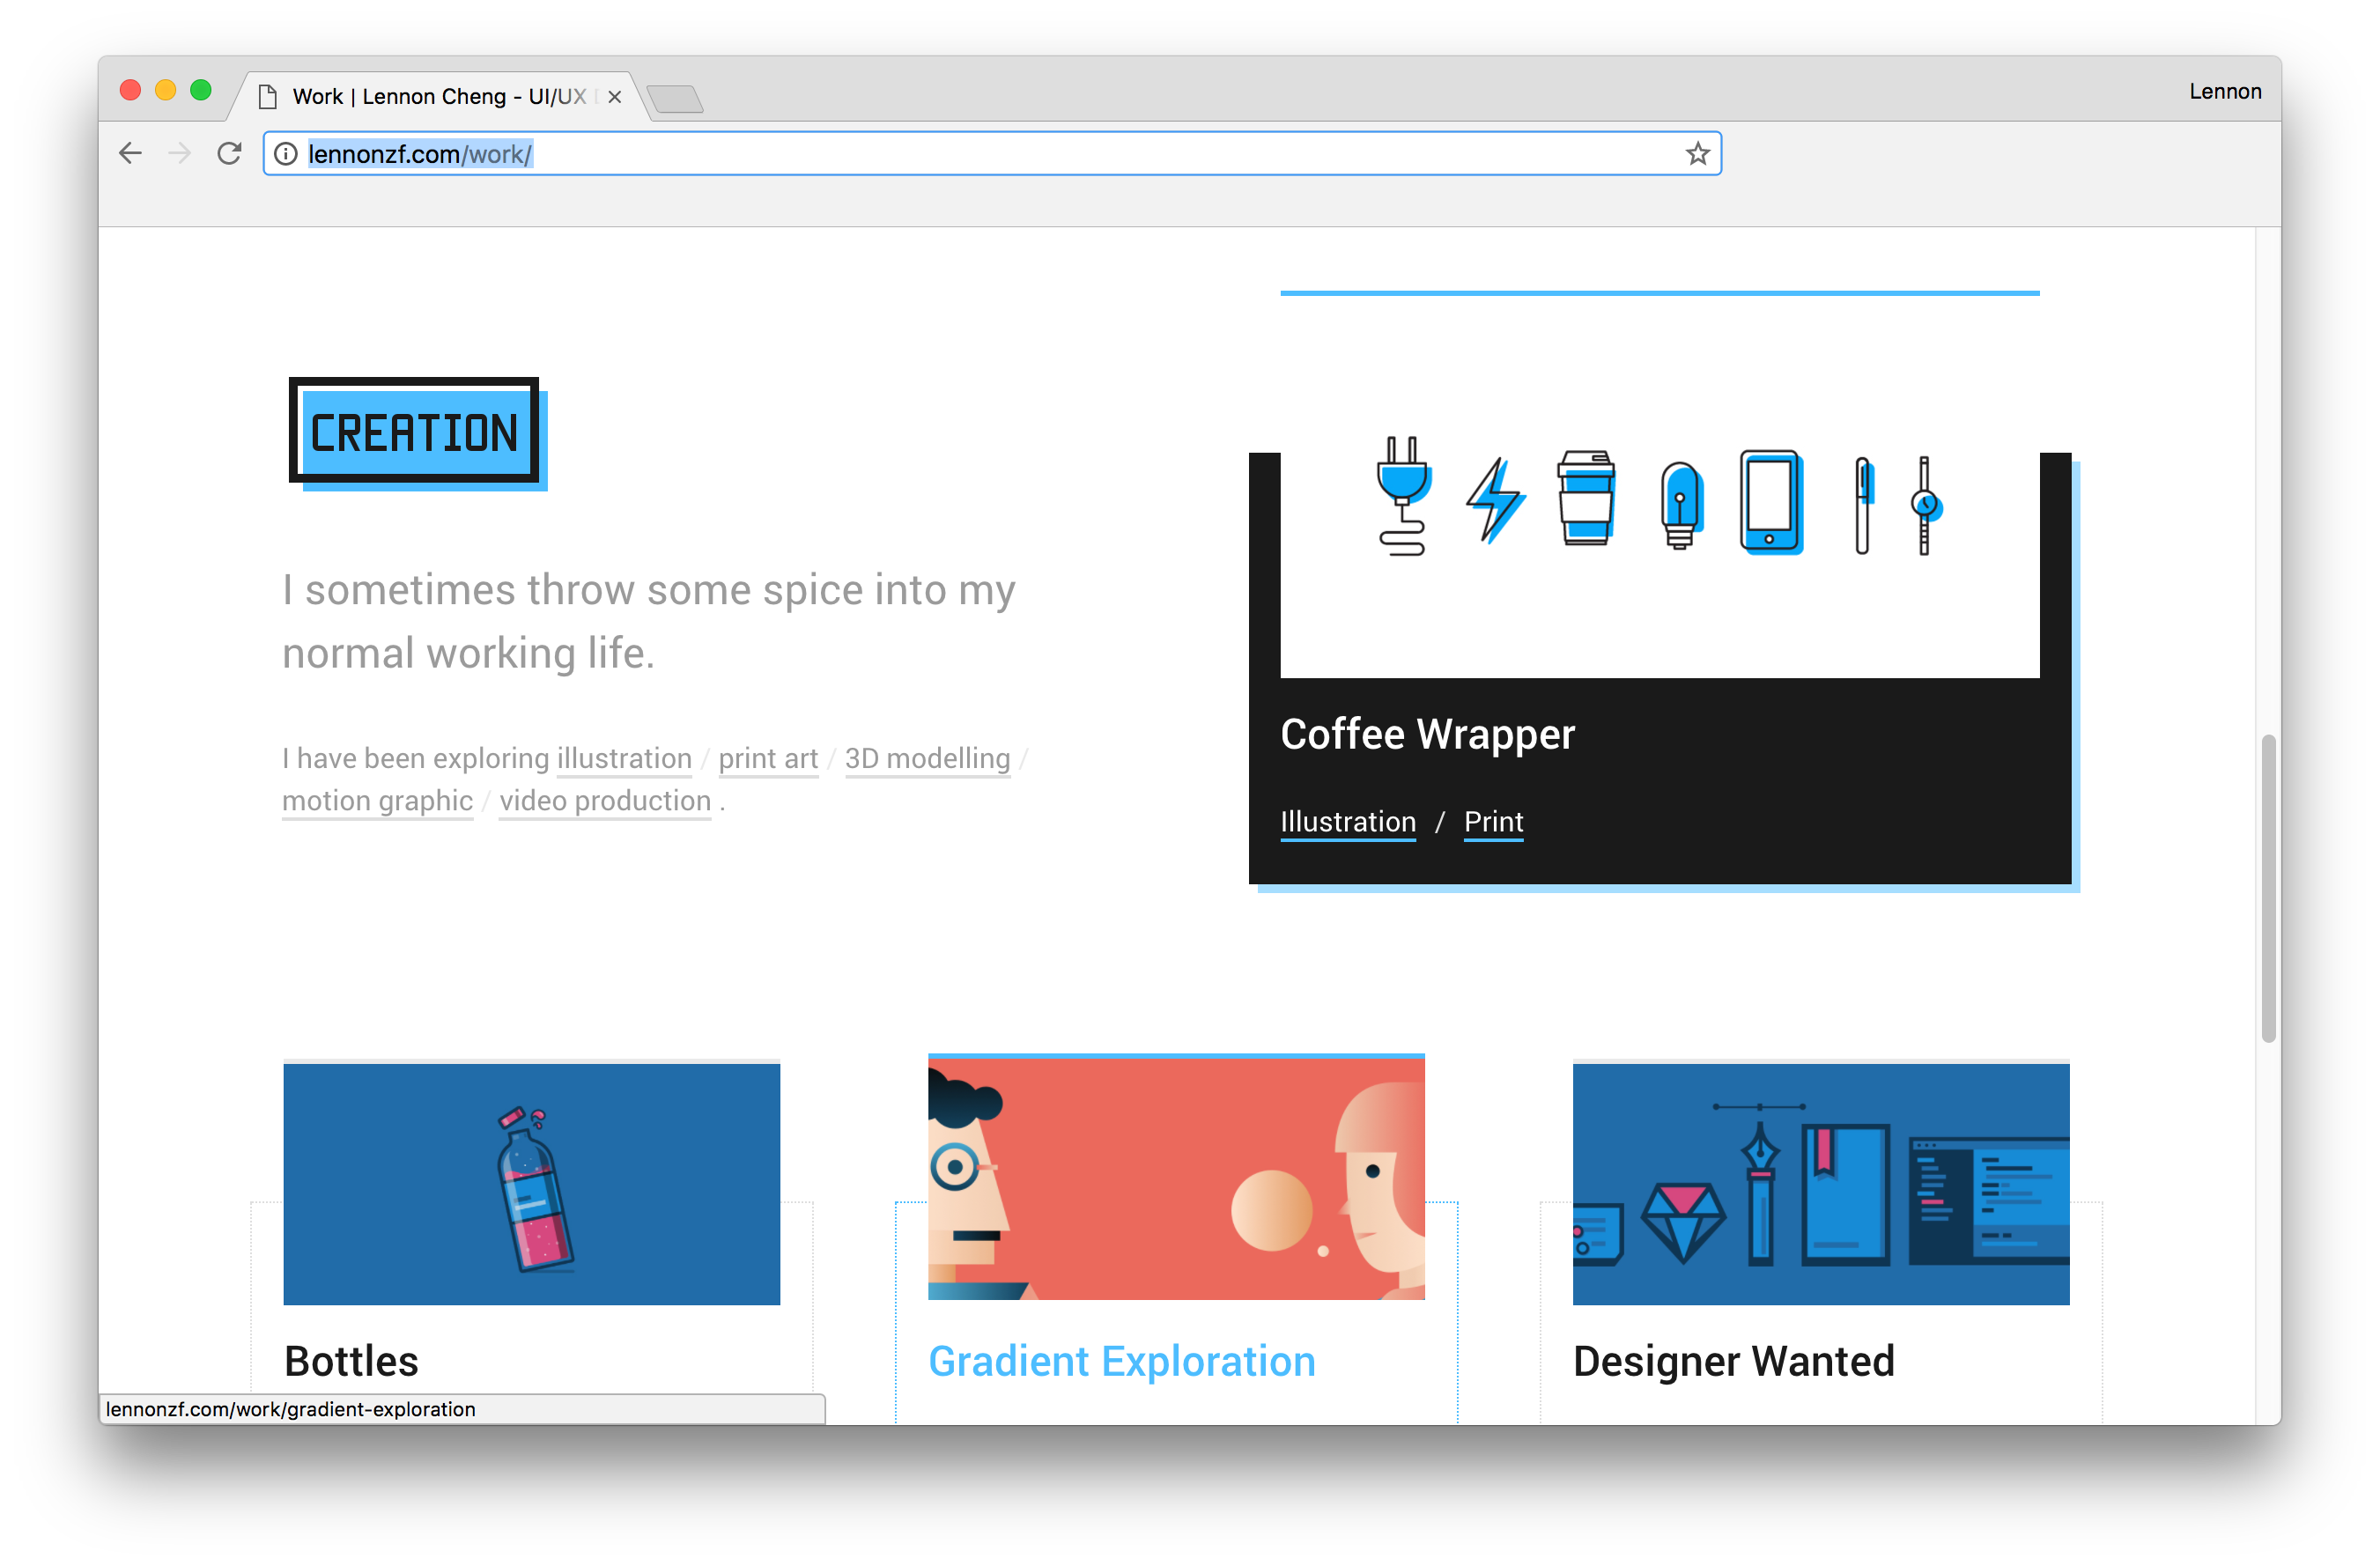 Work | Lennon Cheng - UI/UX
Lennon
lennonzf.com/work/
CREATION
I sometimes throw some spice into my
normal working life.
I have been exploring illustration / print art / 3D modelling /
motion graphic / video production .
Coffee Wrapper
Illustration / Print
Bottles
Gradient Exploration
Designer Wanted
lennonzf.com/work/gradient-exploration